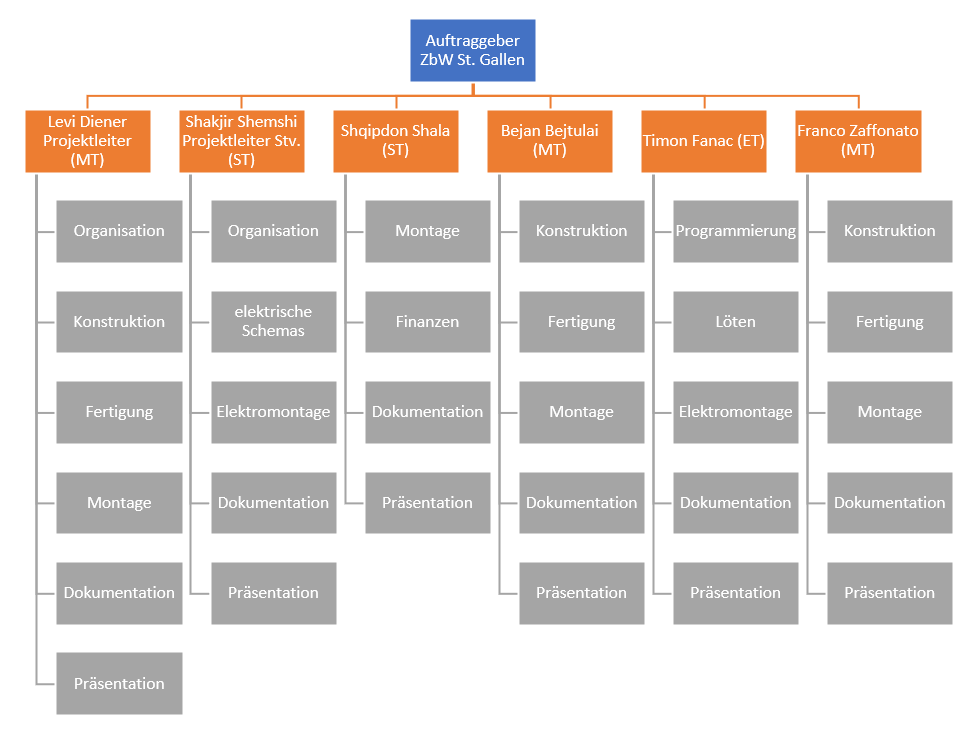 Auftraggeber
ZbW St. Gallen
Levi Diener
Projektleiter
(MT)
Organisation
Konstruktion
Fertigung
Montage
Dokumentation
Präsentation
Shakjir Shemshi
Projektleiter Stv.
(ST)
Organisation
elektrische
Schemas
Elektromontage
Dokumentation
Präsentation
Shqipdon Shala
(ST)
Montage
Finanzen
Dokumentation
Präsentation
Bejan Bejtulai
(MT)
Konstruktion
Fertigung
Montage
Dokumentation
Präsentation
Timon Fanac (ET)
Programmierung
Löten
Elektromontage
Dokumentation
Präsentation
Franco Zaffonato
(MT)
Konstruktion
Fertigung
Montage
Dokumentation
Präsentation